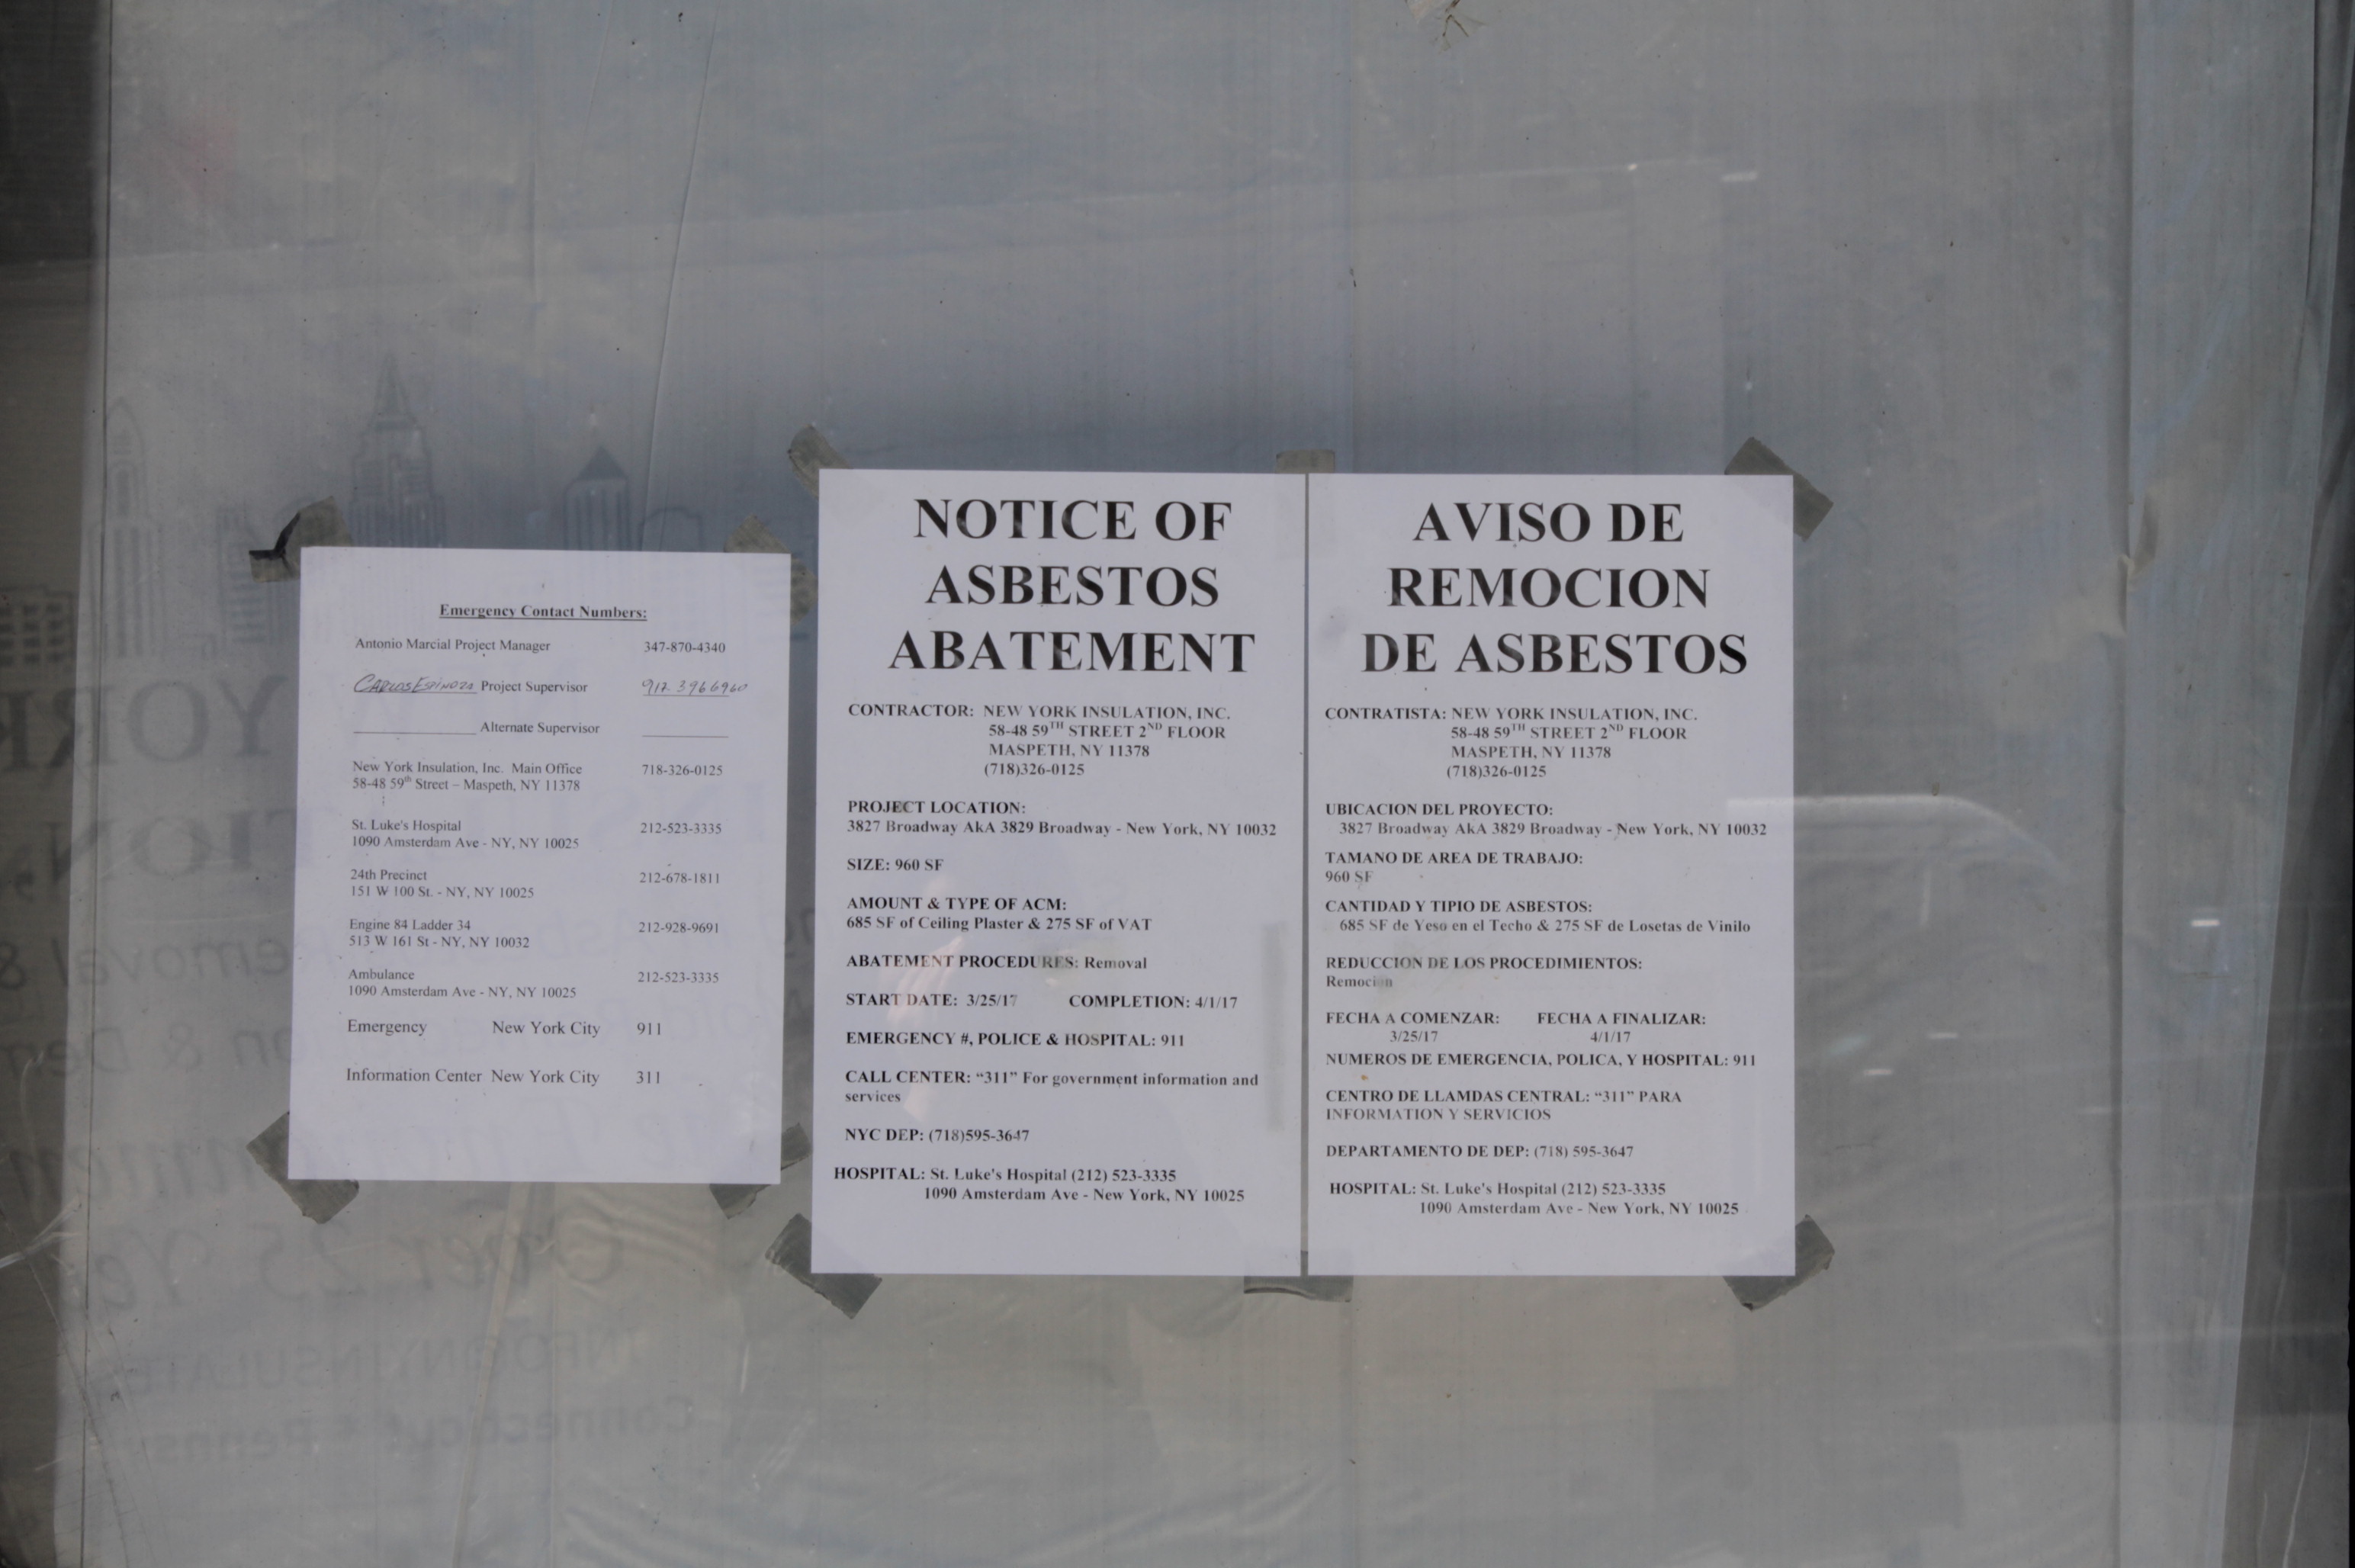 Emergency Contact Numbers:
Antonio Marcial Project Manager 347-870-4340
Carlos Espinoza Project Supervisor 917 3966960
Alternate Supervisor
New York Insulation, Inc. Main Office 718-326-0125
58-48 59th Street – Maspeth, NY 11378
St. Luke's Hospital 212-523-3335
1090 Amsterdam Ave - NY, NY 10025
24th Precinct 212-678-1811
151 W 100 St. - NY, NY 10025
Engine 84 Ladder 34 212-928-9691
513 W 161 St - NY, NY 10032
Ambulance 212-523-3335
1090 Amsterdam Ave - NY, NY 10025
Emergency New York City 911
Information Center New York City 311
NOTICE OF
ASBESTOS
ABATEMENT
CONTRACTOR: NEW YORK INSULATION, INC.
58-48 59TH STREET 2ND FLOOR
MASPETH, NY 11378
(718)326-0125
PROJECT LOCATION:
3827 Broadway AkA 3829 Broadway - New York, NY 10032
SIZE: 960 SF
AMOUNT & TYPE OF ACM:
685 SF of Ceiling Plaster & 275 SF of VAT
ABATEMENT PROCEDURES: Removal
START DATE: 3/25/17 COMPLETION: 4/1/17
EMERGENCY #, POLICE & HOSPITAL: 911
CALL CENTER: “311” For government information and
services
NYC DEP: (718)595-3647
HOSPITAL: St. Luke's Hospital (212) 523-3335
1090 Amsterdam Ave - New York, NY 10025
AVISO DE
REMOCION
DE ASBESTOS
CONTRATISTA: NEW YORK INSULATION, INC.
58-48 59TH STREET 2ND FLOOR
MASPETH, NY 11378
(718)326-0125
UBICACION DEL PROYECTO:
3827 Broadway AkA 3829 Broadway - New York, NY 10032
TAMANO DE AREA DE TRABAJO:
960 SF
CANTIDAD Y TIPIO DE ASBESTOS:
685 SF de Yeso en el Techo & 275 SF de Losetas de Vinilo
REDUCCION DE LOS PROCEDIMIENTOS:
Remocion
FECHA A COMENZAR: FECHA A FINALIZAR:
3/25/17 4/1/17
NUMEROS DE EMERGENCIA, POLICA, Y HOSPITAL: 911
CENTRO DE LLAMDAS CENTRAL: “311” PARA
INFORMATION Y SERVICIOS
DEPARTAMENTO DE DEP: (718) 595-3647
HOSPITAL: St. Luke's Hospital (212) 523-3335
1090 Amsterdam Ave - New York, NY 10025
Over 25
Connecticut